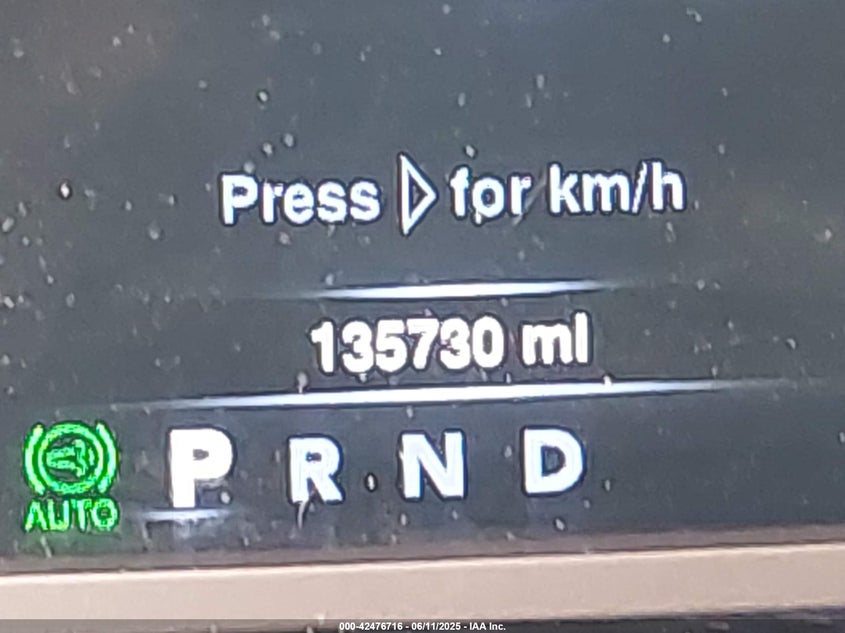 Press ▷ for km/h
135730 mi
P R N D
AUTO
000-42476716 - 06/11/2025 - IAA Inc.